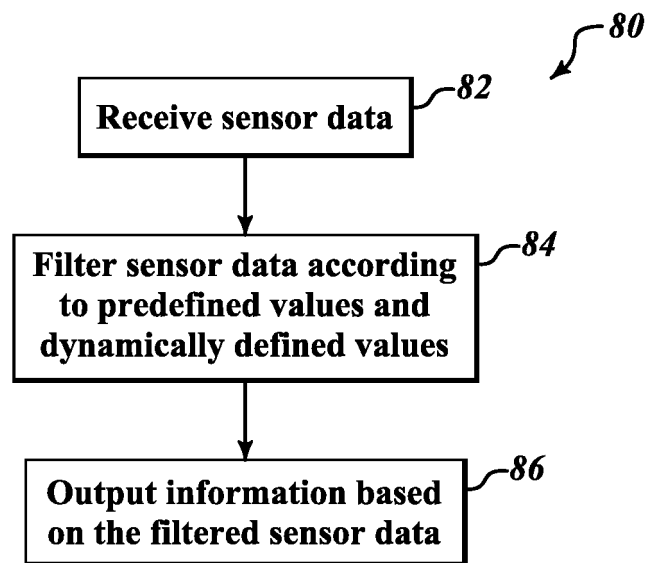 80
82
Receive sensor data
84
Filter sensor data according
to predefined values and
dynamically defined values
86
Output information based
on the filtered sensor data